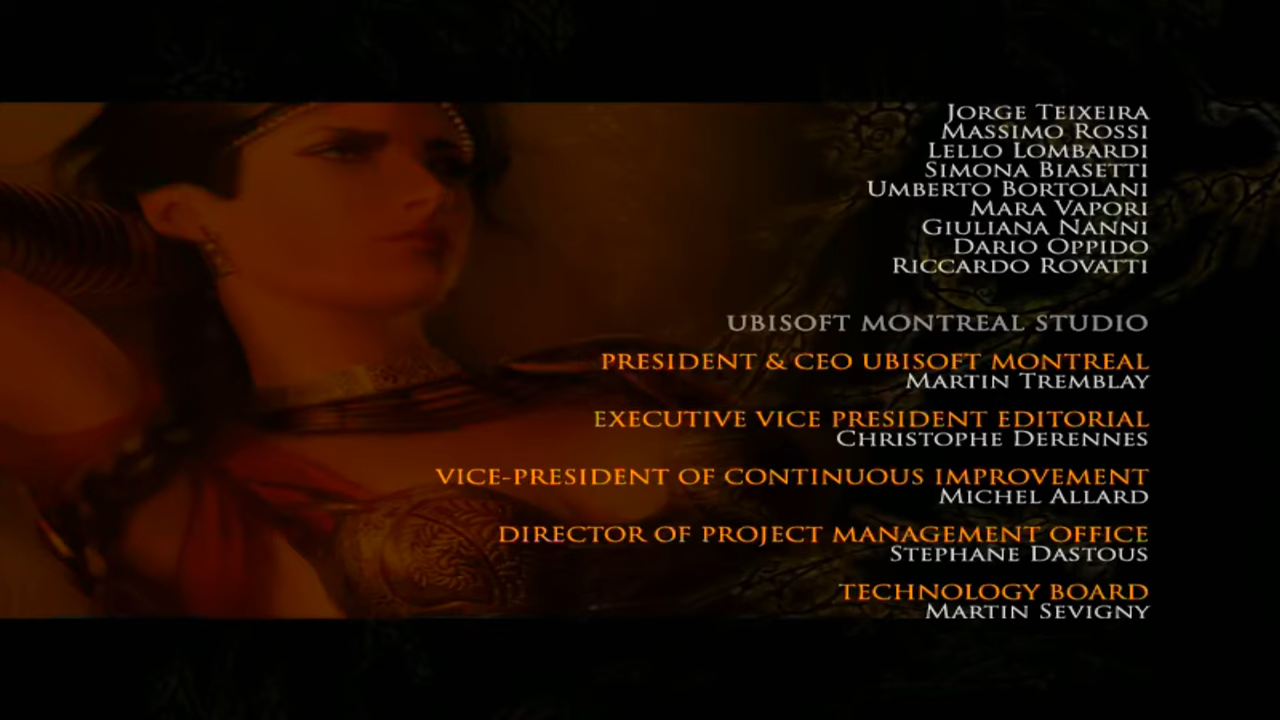 Jorge Teixeira
Massimo Rossi
Lello Lombardi
Simona Biasetti
Umberto Bortolani
Mara Vapori
Giuliana Nanni
Dario Oppido
Riccardo Rovatti
UBISOFT MONTREAL STUDIO
PRESIDENT & CEO UBISOFT MONTREAL
Martin Tremblay
EXECUTIVE VICE PRESIDENT EDITORIAL
Christophe Derennes
VICE-PRESIDENT OF CONTINUOUS IMPROVEMENT
Michel Allard
DIRECTOR OF PROJECT MANAGEMENT OFFICE
Stephane Dastous
TECHNOLOGY BOARD
Martin Sevigny